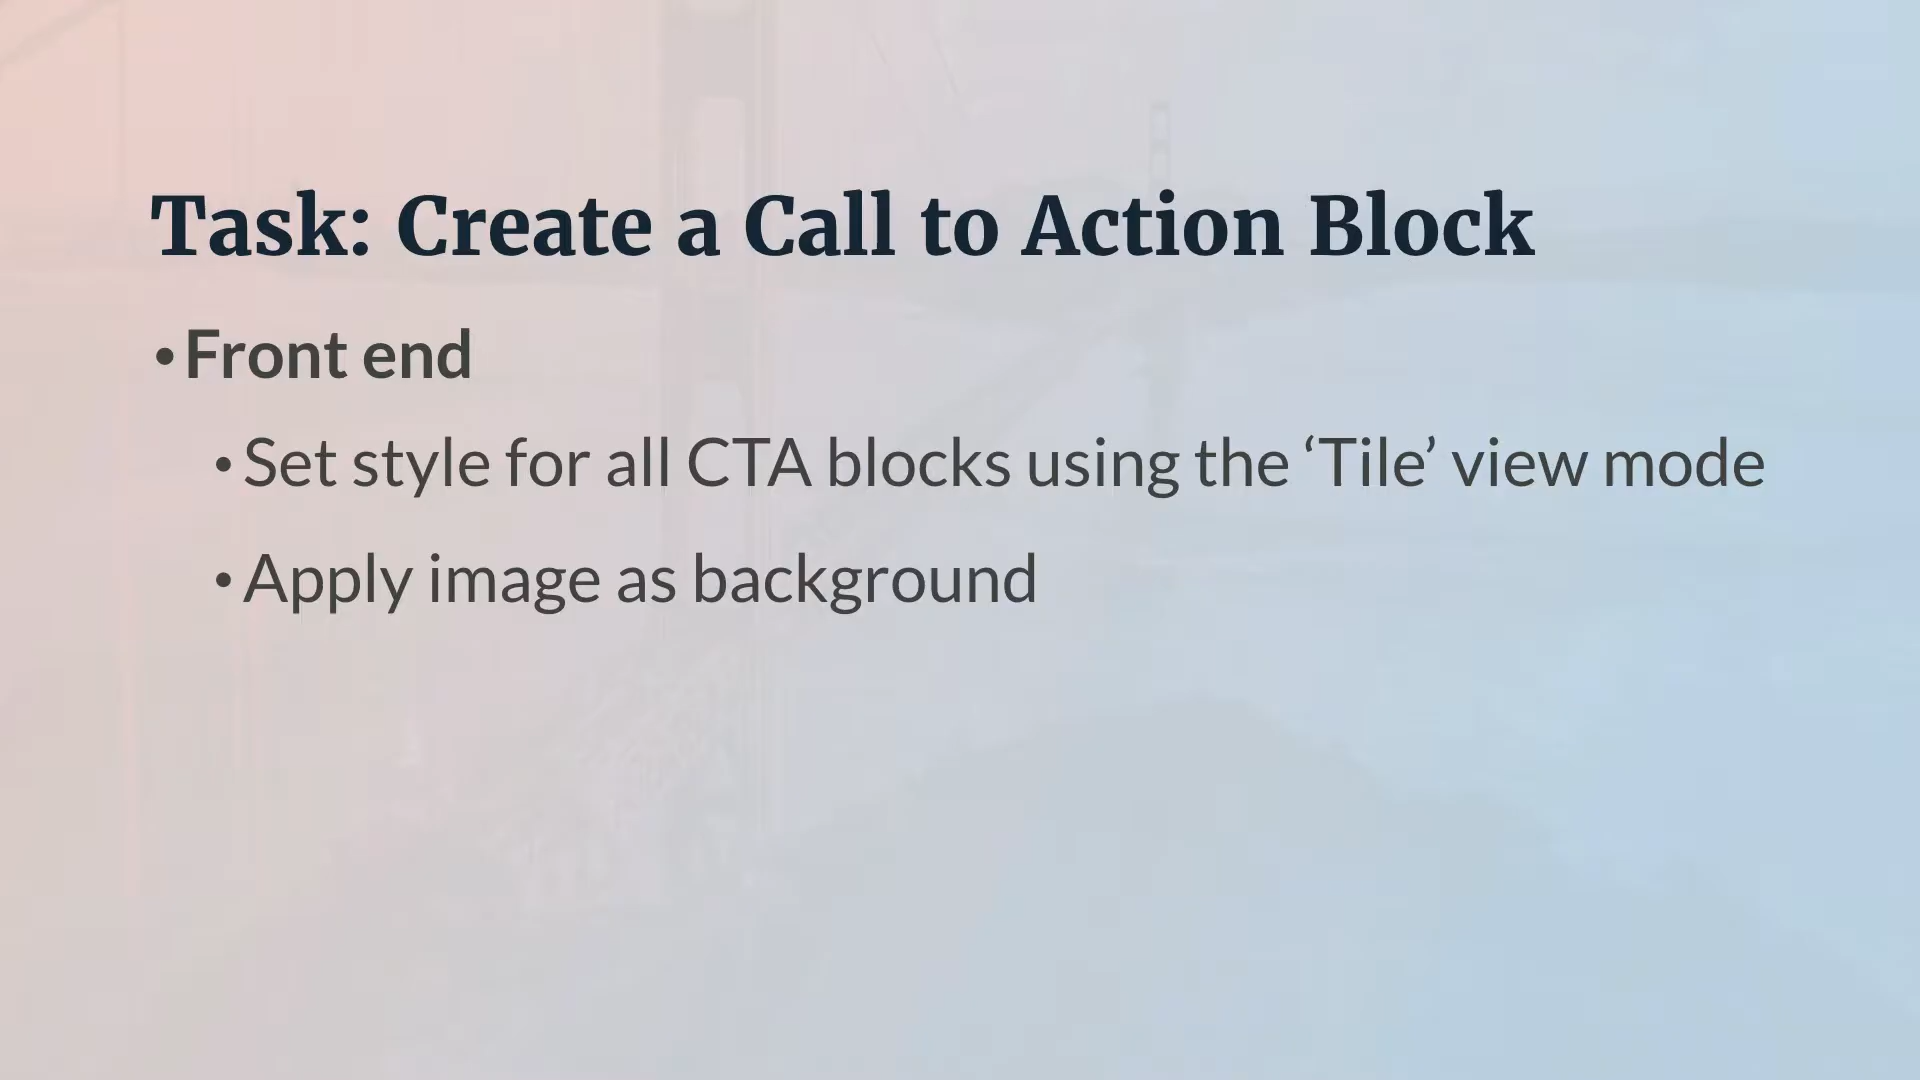 Task: Create a Call to Action Block
• Front end
• Set style for all CTA blocks using the ‘Tile’ view mode
• Apply image as background